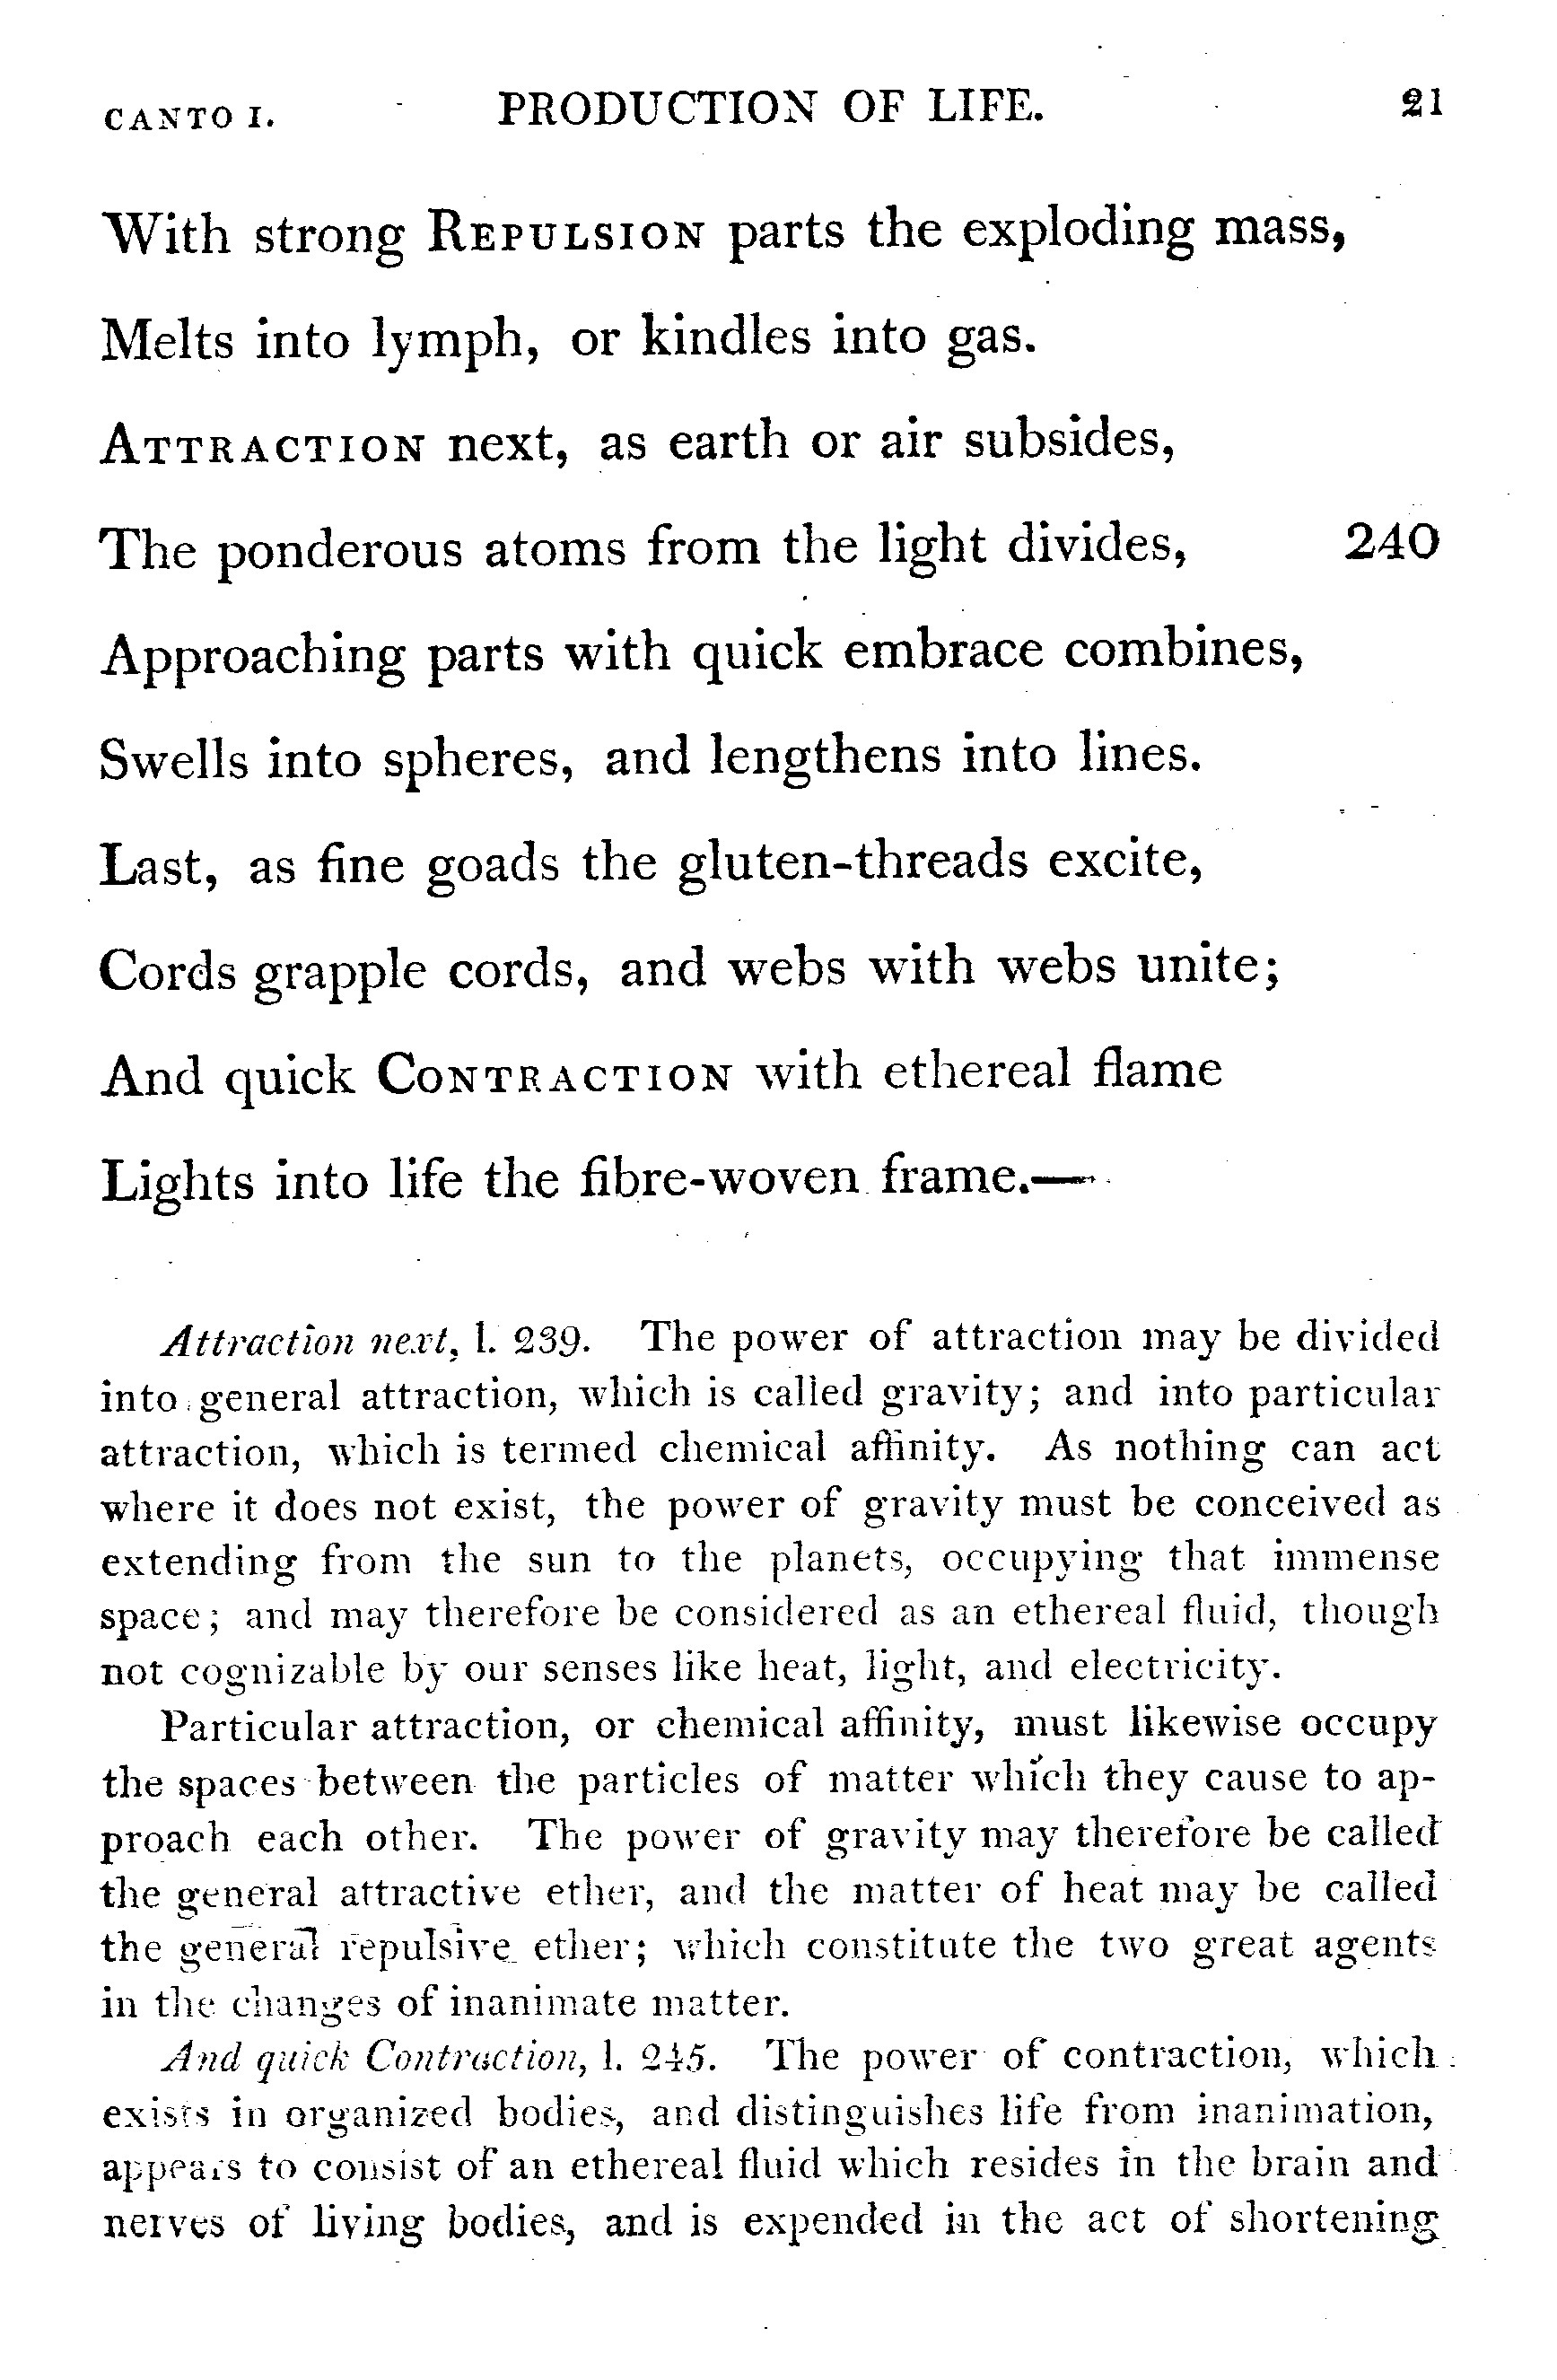 CANTO I. PRODUCTION OF LIFE. 21
With strong REPULSION parts the exploding mass,
Melts into lymph, or kindles into gas.
ATTRACTION next, as earth or air subsides,
The ponderous atoms from the light divides, 240
Approaching parts with quick embrace combines,
Swells into spheres, and lengthens into lines.
Last, as fine goads the gluten-threads excite,
Cords grapple cords, and webs with webs unite;
And quick CONTRACTION with ethereal flame
Lights into life the fibre-woven frame.—
Attraction next, l. 239. The power of attraction may be divided
into general attraction, which is called gravity; and into particular
attraction, which is termed chemical affinity. As nothing can act
where it does not exist, the power of gravity must be conceived as
extending from the sun to the planets, occupying that immense
space; and may therefore be considered as an ethereal fluid, though
not cognizable by our senses like heat, light, and electricity.
Particular attraction, or chemical affinity, must likewise occupy
the spaces between the particles of matter which they cause to ap-
proach each other. The power of gravity may therefore be called
the general attractive ether, and the matter of heat may be called
the general repulsive ether; which constitute the two great agents
in the changes of inanimate matter.
And quick Contraction, l. 245. The power of contraction, which
exists in organized bodies, and distinguishes life from inanimation,
appears to consist of an ethereal fluid which resides in the brain and
nerves of living bodies, and is expended in the act of shortening